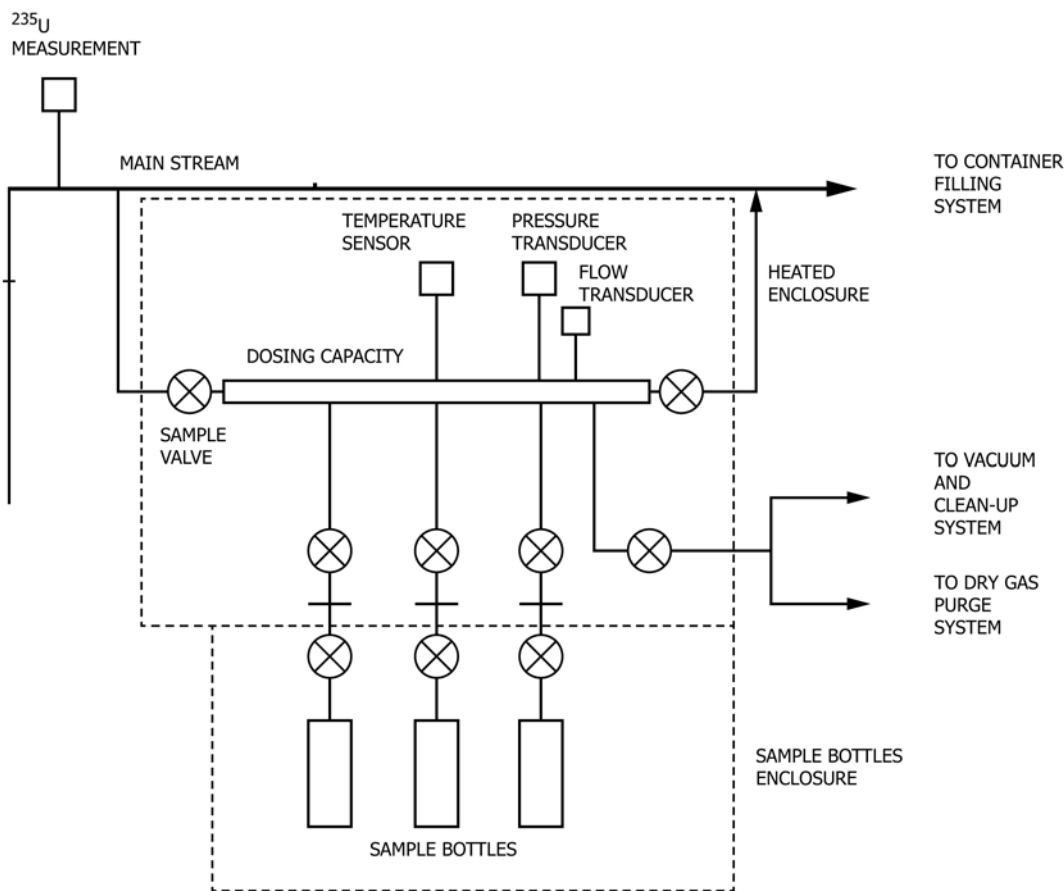 ²³⁵U
MEASUREMENT
MAIN STREAM
TO CONTAINER
FILLING
SYSTEM
TEMPERATURE
SENSOR
PRESSURE
TRANSDUCER
FLOW
TRANSDUCER
HEATED
ENCLOSURE
DOSING CAPACITY
SAMPLE
VALVE
TO VACUUM
AND
CLEAN-UP
SYSTEM
TO DRY GAS
PURGE
SYSTEM
SAMPLE BOTTLES
ENCLOSURE
SAMPLE BOTTLES